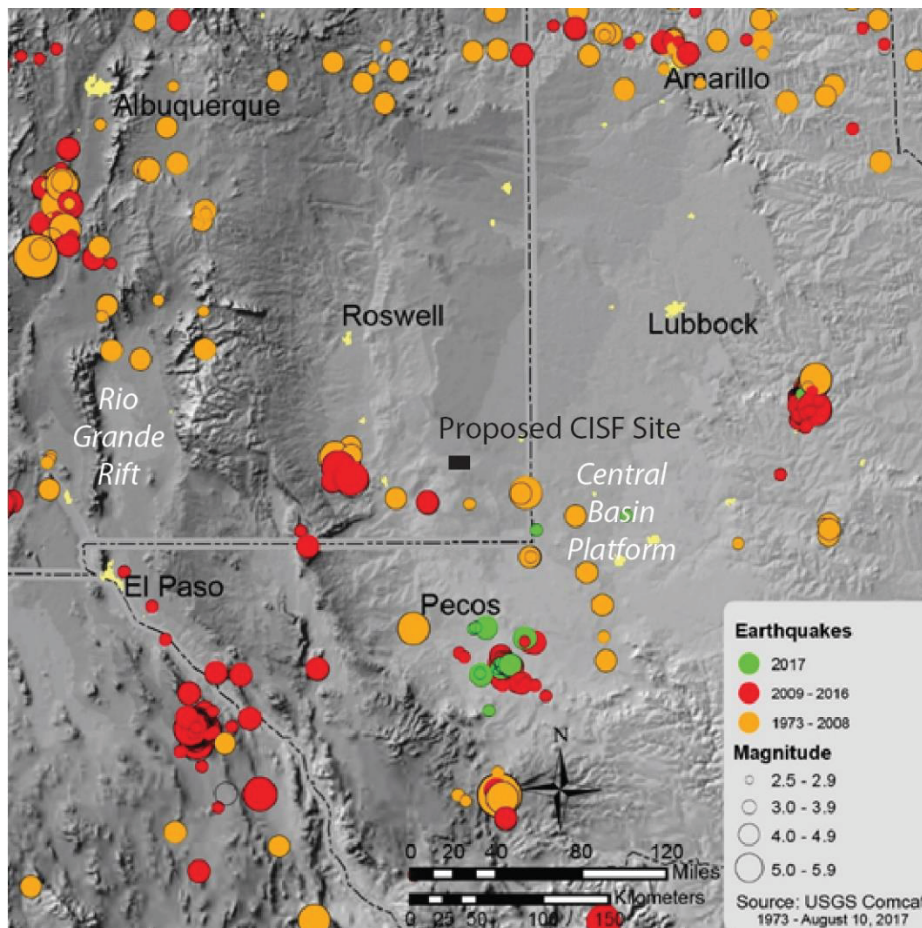 Albuquerque
Amarillo
Roswell
Lubbock
Rio
Grande
Rift
Proposed CISF Site
Central
Basin
Platform
El Paso
Pecos
Earthquakes
2017
2009 - 2016
1973 - 2008
Magnitude
2.5 - 2.9
3.0 - 3.9
4.0 - 4.9
5.0 - 5.9
N
0 20 40 80 120
Miles
Kilometers
0 25 50 100 150
Source: USGS Comcat
1973 - August 10, 2017